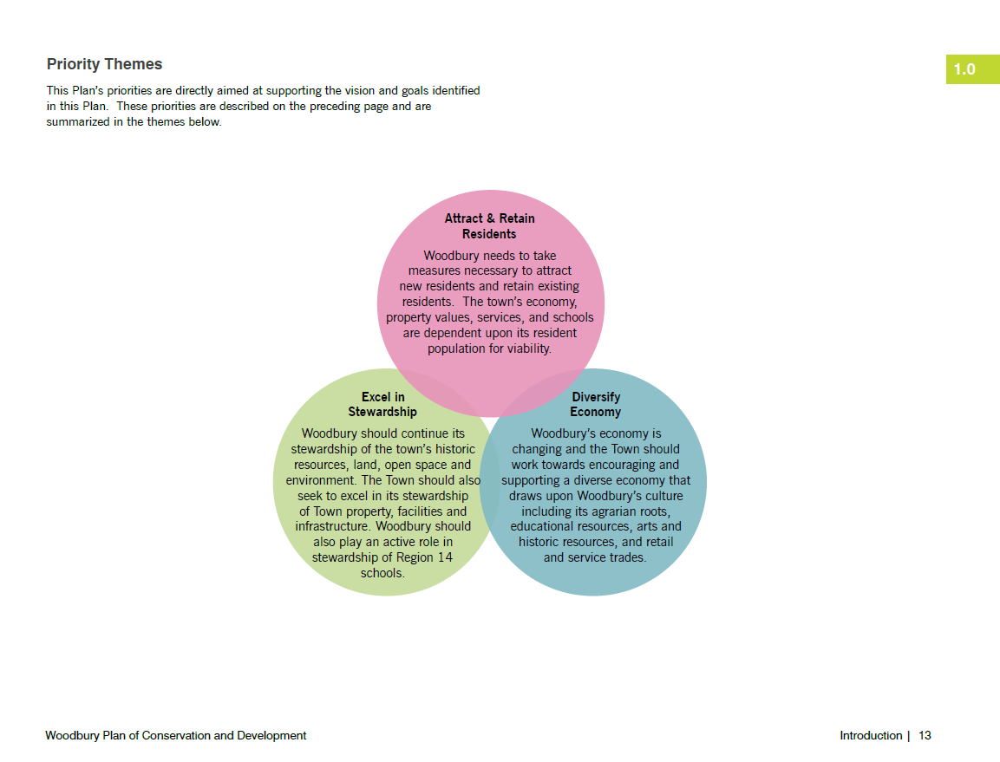 Priority Themes
1.0
This Plan's priorities are directly aimed at supporting the vision and goals identified
in this Plan.  These priorities are described on the preceding page and are
summarized in the themes below.
Attract & Retain
Residents
Woodbury needs to take
measures necessary to attract
new residents and retain existing
residents.  The town's economy,
property values, services, and schools
are dependent upon its resident
population for viability.
Excel in
Stewardship
Woodbury should continue its
stewardship of the town's historic
resources, land, open space and
environment. The Town should also
seek to excel in its stewardship
of Town property, facilities and
infrastructure. Woodbury should
also play an active role in
stewardship of Region 14
schools.
Diversify
Economy
Woodbury's economy is
changing and the Town should
work towards encouraging and
supporting a diverse economy that
draws upon Woodbury's culture
including its agrarian roots,
educational resources, arts and
historic resources, and retail
and service trades.
Woodbury Plan of Conservation and Development
Introduction |  13